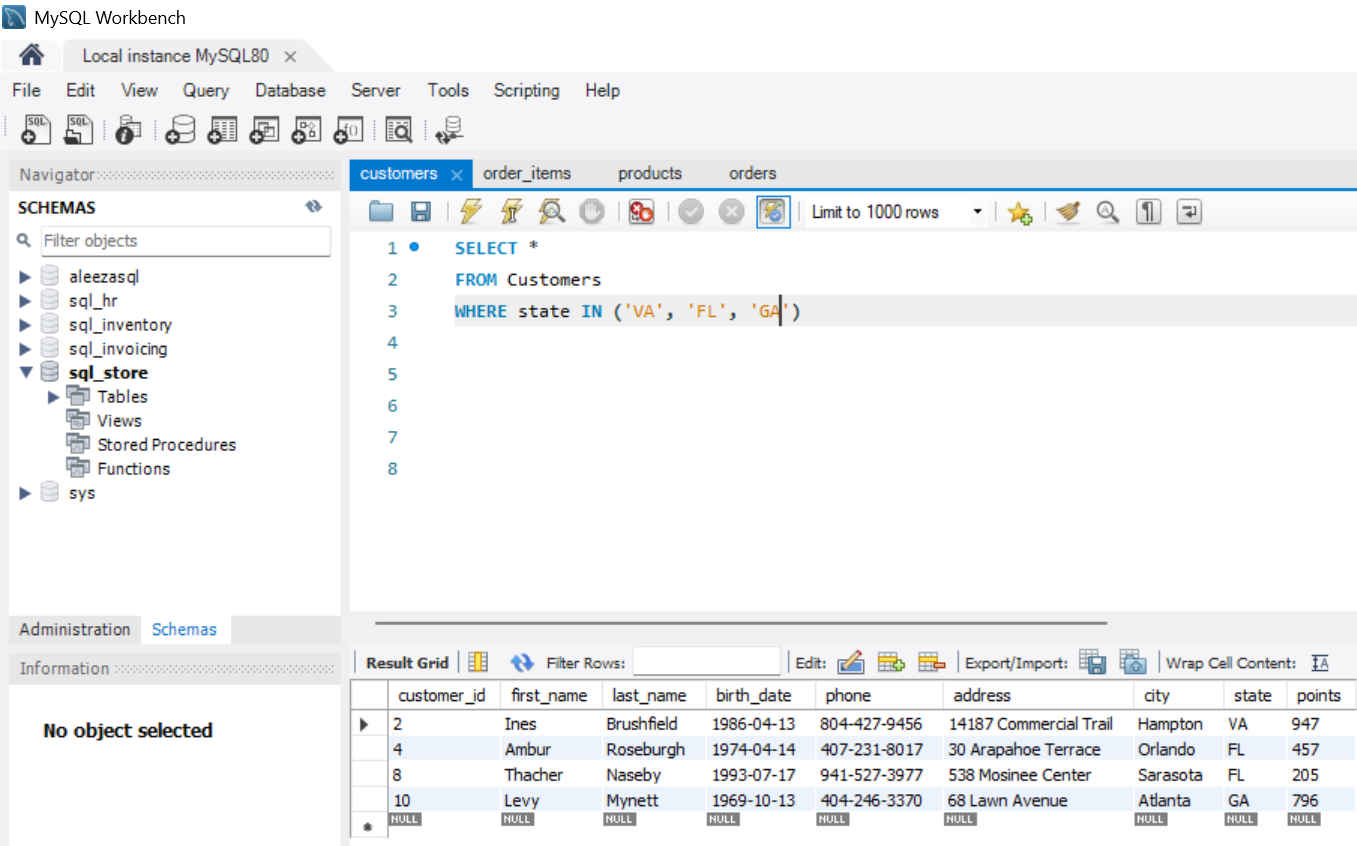 MySQL Workbench
Local instance MySQL80
File Edit View Query Database Server Tools Scripting Help
SQL SQL
Navigator
SCHEMAS
Filter objects
aleezasql
sql_hr
sql_inventory
sql_invoicing
sql_store
Tables
Views
Stored Procedures
Functions
sys
Administration Schemas
Information
No object selected
customers order_items products orders
Limit to 1000 rows
1 SELECT *
2 FROM Customers
3 WHERE state IN ('VA', 'FL', 'GA')
4
5
6
7
8
Result Grid Filter Rows: Edit: Export/Import: Wrap Cell Content: IA
customer_id first_name last_name birth_date phone address city state points
2 Ines Brushfield 1986-04-13 804-427-9456 14187 Commercial Trail Hampton VA 947
4 Ambur Roseburgh 1974-04-14 407-231-8017 30 Arapahoe Terrace Orlando FL 457
8 Thacher Naseby 1993-07-17 941-527-3977 538 Mosinee Center Sarasota FL 205
10 Levy Mynett 1969-10-13 404-246-3370 68 Lawn Avenue Atlanta GA 796
NULL NULL NULL NULL NULL NULL NULL NULL NULL